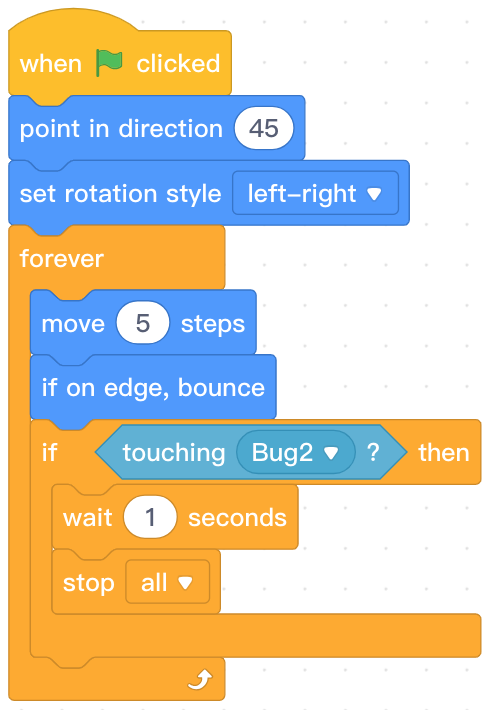 when clicked
point in direction 45
set rotation style left-right
forever
move 5 steps
if on edge, bounce
if touching Bug2 ? then
wait 1 seconds
stop all